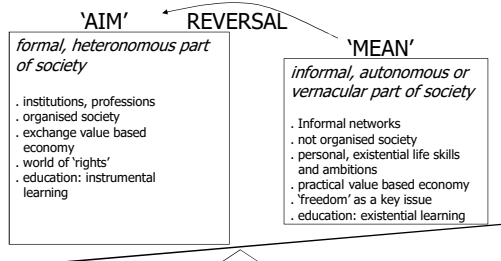 ‘AIM’ REVERSAL
‘MEAN’
formal, heteronomous part
of society
. institutions, professions
. organised society
. exchange value based
economy
. world of ‘rights’
. education: instrumental
learning
informal, autonomous or
vernacular part of society
. Informal networks
. not organised society
. personal, existential life skills
and ambitions
. practical value based economy
. ‘freedom’ as a key issue
. education: existential learning